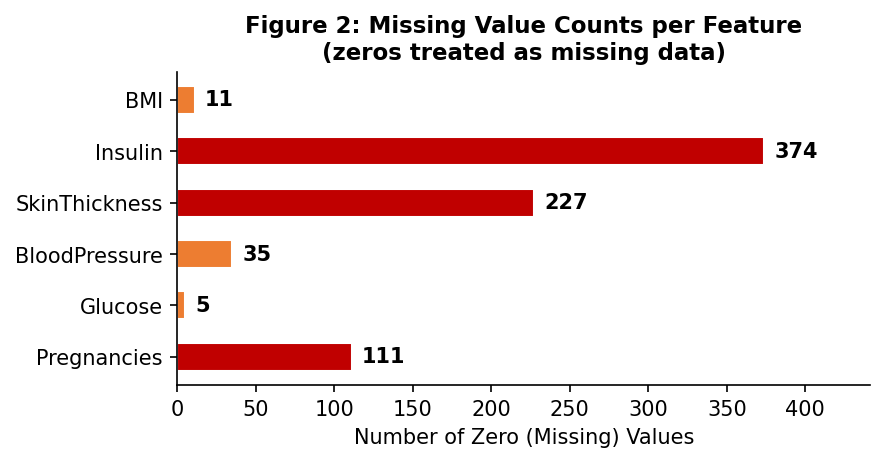 Figure 2: Missing Value Counts per Feature
(zeros treated as missing data)
BMI 11
Insulin 374
SkinThickness 227
BloodPressure 35
Glucose 5
Pregnancies 111
0 50 100 150 200 250 300 350 400
Number of Zero (Missing) Values